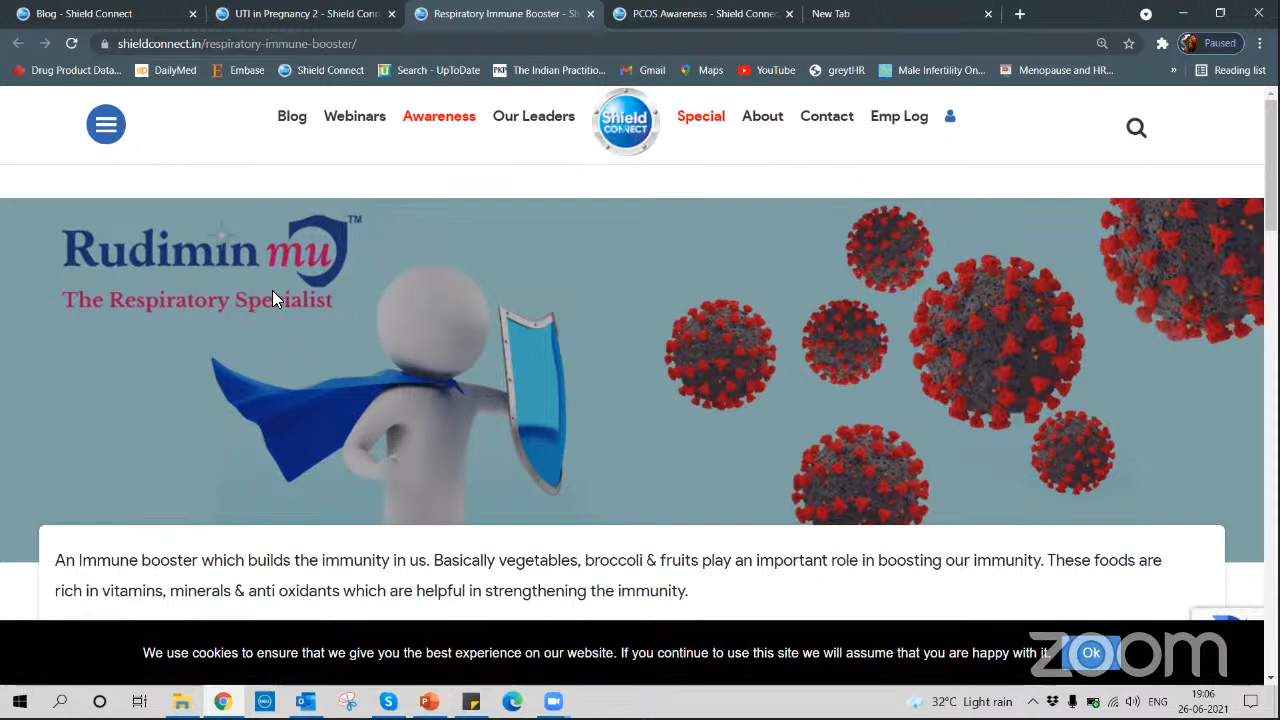 Blog - Shield Connect
UTI in Pregnancy 2 - Shield Conn
Respiratory Immune Booster - Sh
PCOS Awareness - Shield Connec
New Tab
shieldconnect.in/respiratory-immune-booster/
Paused
Drug Product Data...
DailyMed
Embase
Shield Connect
Search - UpToDate
The Indian Practitio...
Gmail
Maps
YouTube
greytHR
Male Infertility On...
Menopause and HR...
»
Reading list
Blog
Webinars
Awareness
Our Leaders
Shield
CONNECT
Special
About
Contact
Emp Log
Rudimin mu™
The Respiratory Specialist
An Immune booster which builds the immunity in us. Basically vegetables, broccoli & fruits play an important role in boosting our immunity. These foods are
rich in vitamins, minerals & anti oxidants which are helpful in strengthening the immunity.
We use cookies to ensure that we give you the best experience on our website. If you continue to use this site we will assume that you are happy with it.
Ok
zoom
32°C Light rain
ENG
19:06
26-06-2021